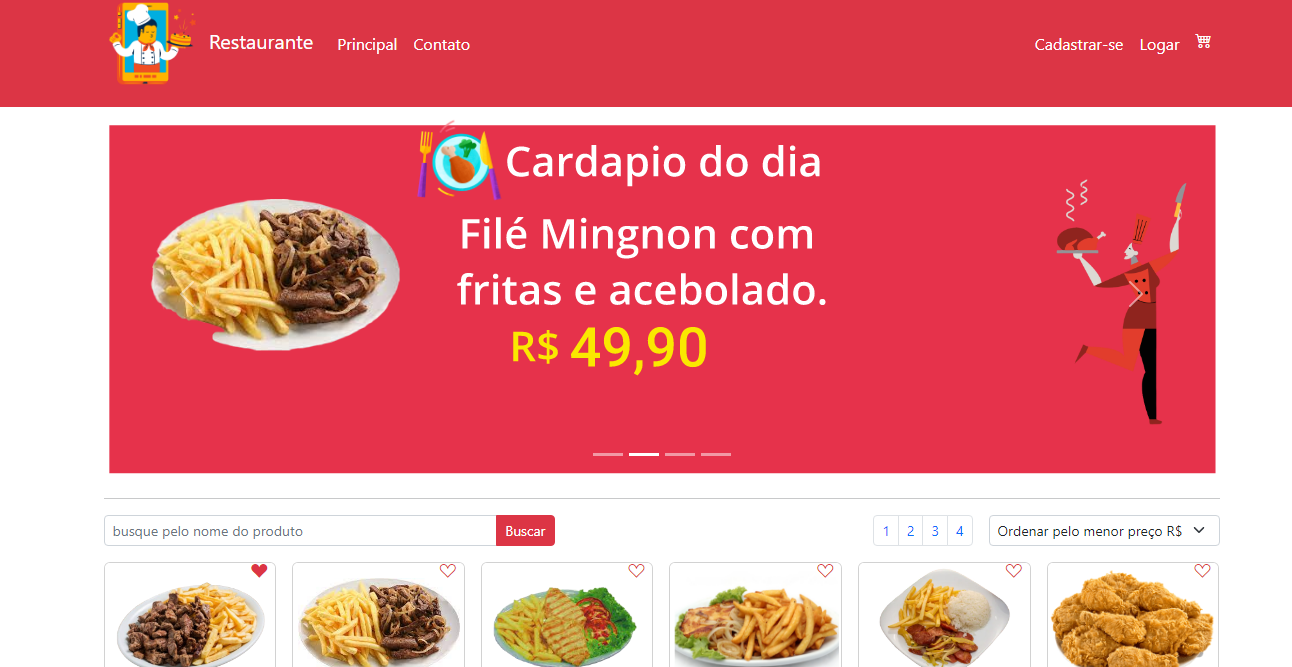 Restaurante
Principal
Contato
Cadastrar-se
Logar
Cardapio do dia
Filé Mingnon com
fritas e acebolado.
R$ 49,90
busque pelo nome do produto
Buscar
1 2 3 4
Ordenar pelo menor preço R$